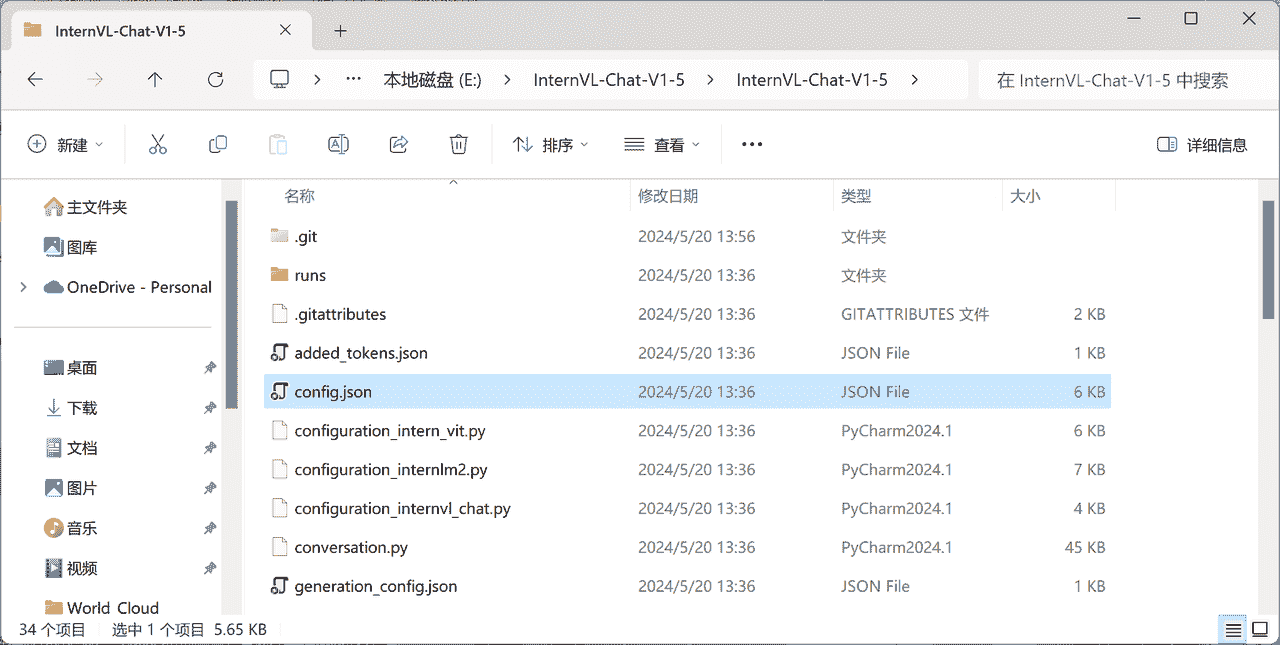 InternVL-Chat-V1-5
本地磁盘 (E:) InternVL-Chat-V1-5 InternVL-Chat-V1-5 在 InternVL-Chat-V1-5 中搜索
新建 排序 查看 详细信息
名称 修改日期 类型 大小
主文件夹
图库
OneDrive - Personal
桌面
下载
文档
图片
音乐
视频
World Cloud
.git 2024/5/20 13:56 文件夹
runs 2024/5/20 13:36 文件夹
.gitattributes 2024/5/20 13:36 GITATTRIBUTES 文件 2 KB
added_tokens.json 2024/5/20 13:36 JSON File 1 KB
config.json 2024/5/20 13:36 JSON File 6 KB
configuration_intern_vit.py 2024/5/20 13:36 PyCharm2024.1 6 KB
configuration_internlm2.py 2024/5/20 13:36 PyCharm2024.1 7 KB
configuration_internvl_chat.py 2024/5/20 13:36 PyCharm2024.1 4 KB
conversation.py 2024/5/20 13:36 PyCharm2024.1 45 KB
generation_config.json 2024/5/20 13:36 JSON File 1 KB
34 个项目 选中 1 个项目 5.65 KB